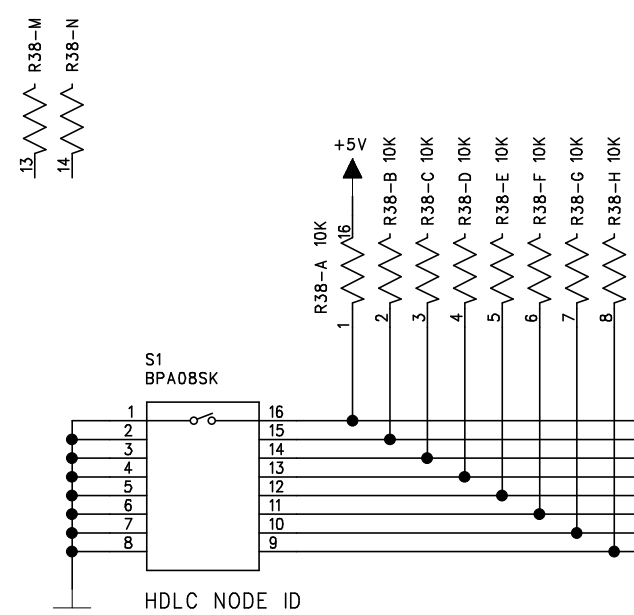 R38-M
R38-N
13
14
+5V
R38-A 10K
R38-B 10K
R38-C 10K
R38-D 10K
R38-E 10K
R38-F 10K
R38-G 10K
R38-H 10K
16
1
2
3
4
5
6
7
8
S1
BPA08SK
1 16
2 15
3 14
4 13
5 12
6 11
7 10
8 9
HDLC NODE ID